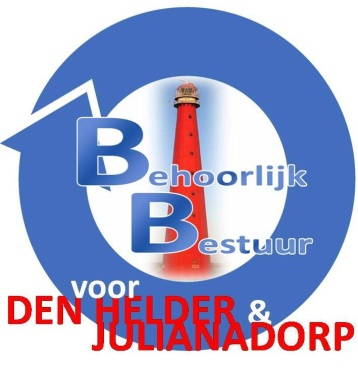 Behoorlijk
Bestuur
voor
DEN HELDER &
JULIANADORP